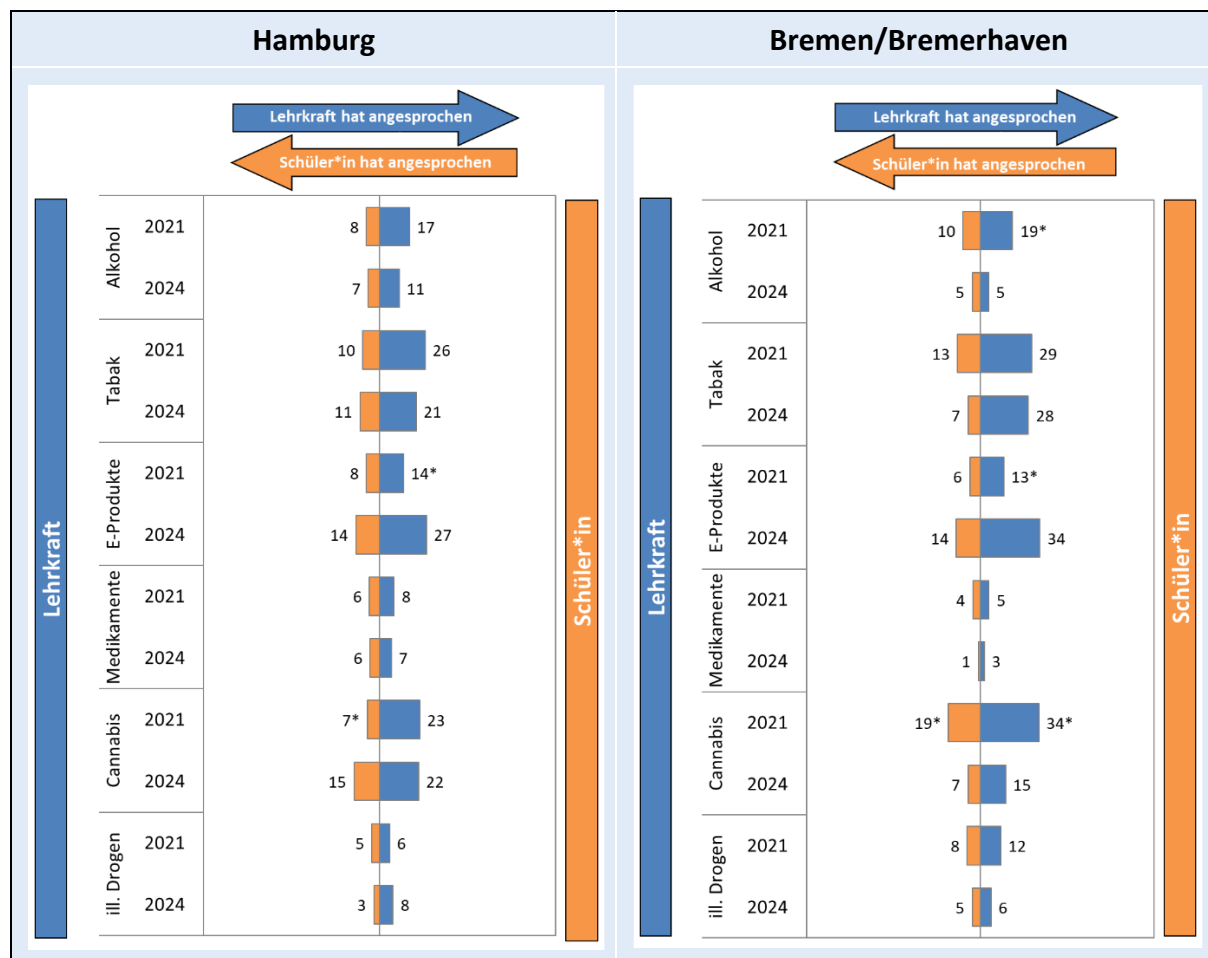 Hamburg
Lehrkraft hat angesprochen
Schüler*in hat angesprochen
Lehrkraft
Schüler*in
Alkohol
2021 8 17
2024 7 11
Tabak
2021 10 26
2024 11 21
E-Produkte
2021 8 14*
2024 14 27
Medikamente
2021 6 8
2024 6 7
Cannabis
2021 7* 23
2024 15 22
ill. Drogen
2021 5 6
2024 3 8
Bremen/Bremerhaven
Lehrkraft hat angesprochen
Schüler*in hat angesprochen
Lehrkraft
Schüler*in
Alkohol
2021 10 19*
2024 5 5
Tabak
2021 13 29
2024 7 28
E-Produkte
2021 6 13*
2024 14 34
Medikamente
2021 4 5
2024 1 3
Cannabis
2021 19* 34*
2024 7 15
ill. Drogen
2021 8 12
2024 5 6